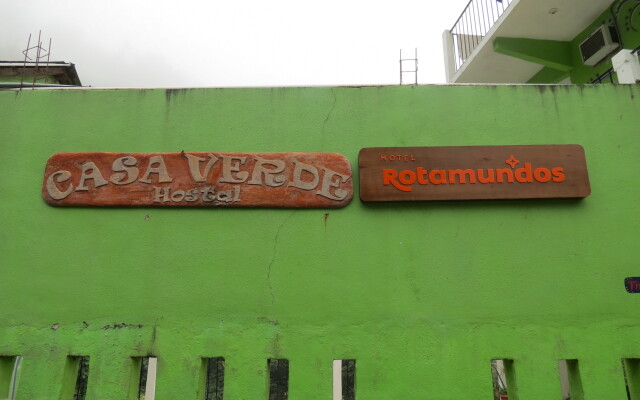 CASA VERDE
Hostal
HOTEL
Rotamundos